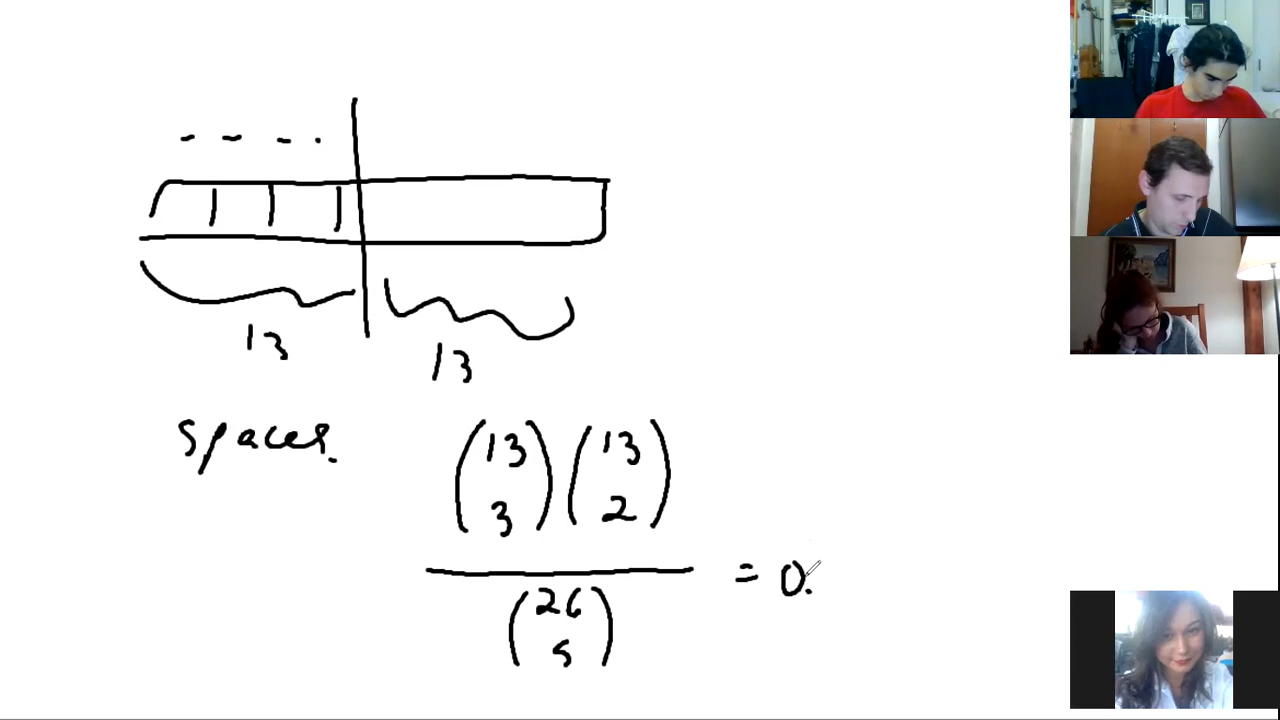 13
13
spaces.
(13 3)(13 2)
(26 5)
= 0.